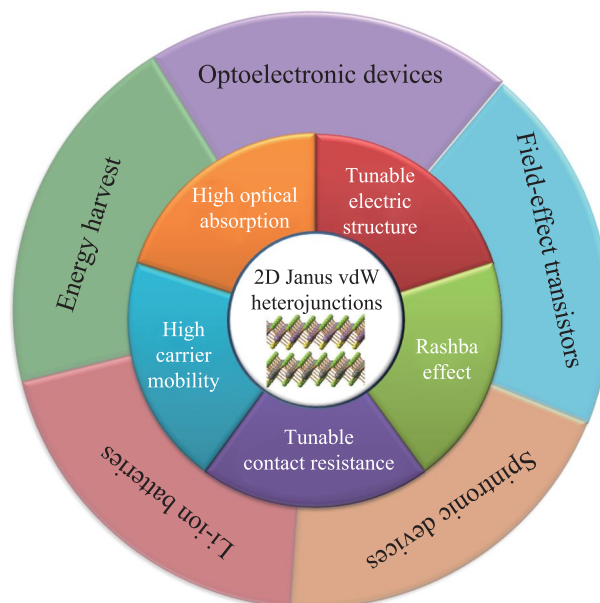 Optoelectronic devices
Field-effect transistors
Spintronic devices
Li-ion batteries
Energy harvest
High optical
absorption
Tunable
electric
structure
Rashba
effect
Tunable
contact resistance
High
carrier
mobility
2D Janus vdW
heterojunctions